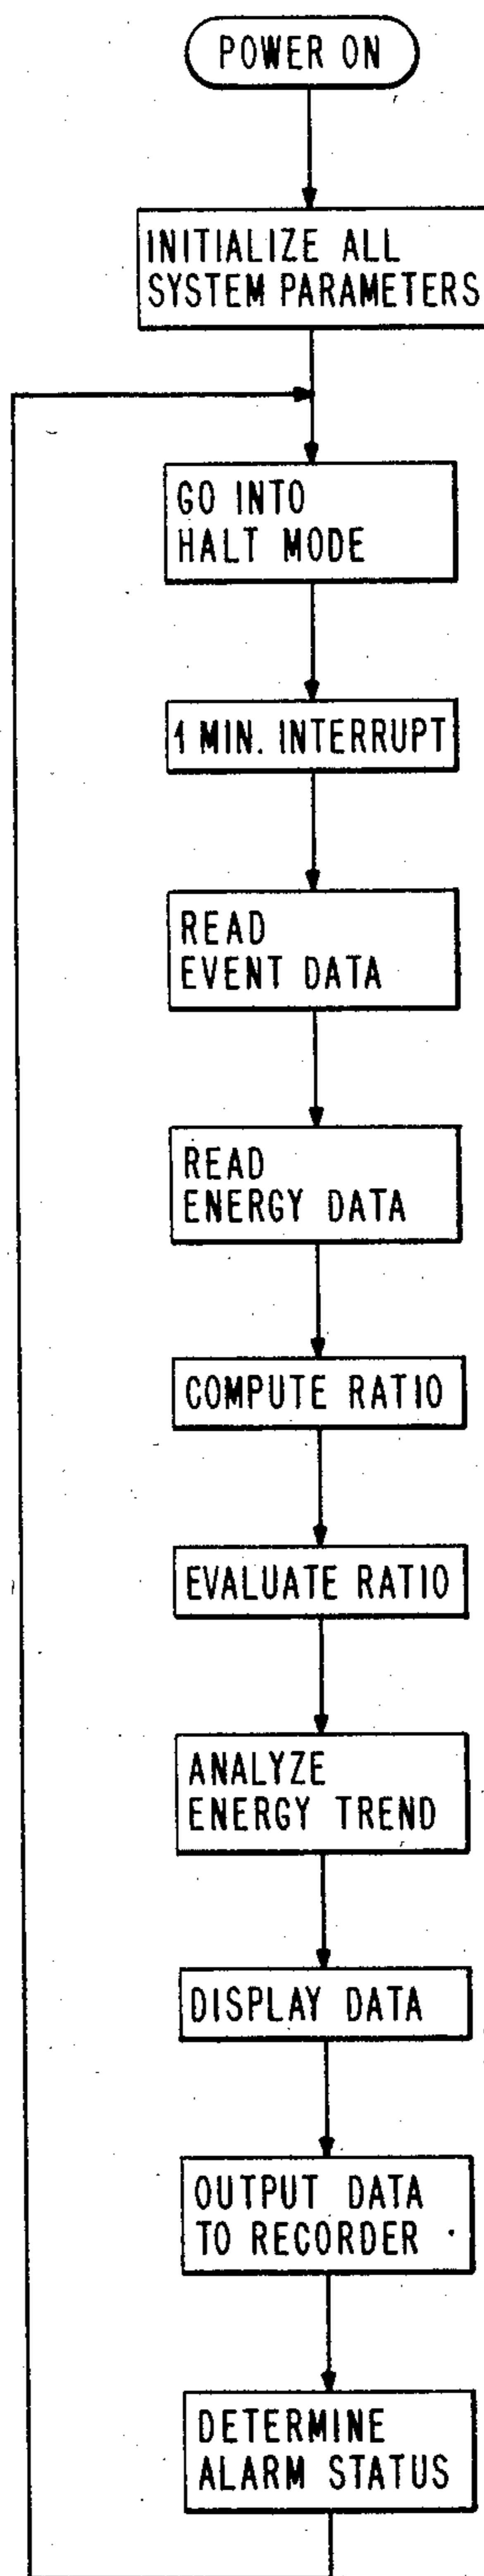 POWER ON
INITIALIZE ALL
SYSTEM PARAMETERS
GO INTO
HALT MODE
1 MIN. INTERRUPT
READ
EVENT DATA
READ
ENERGY DATA
COMPUTE RATIO
EVALUATE RATIO
ANALYZE
ENERGY TREND
DISPLAY DATA
OUTPUT DATA
TO RECORDER
DETERMINE
ALARM STATUS